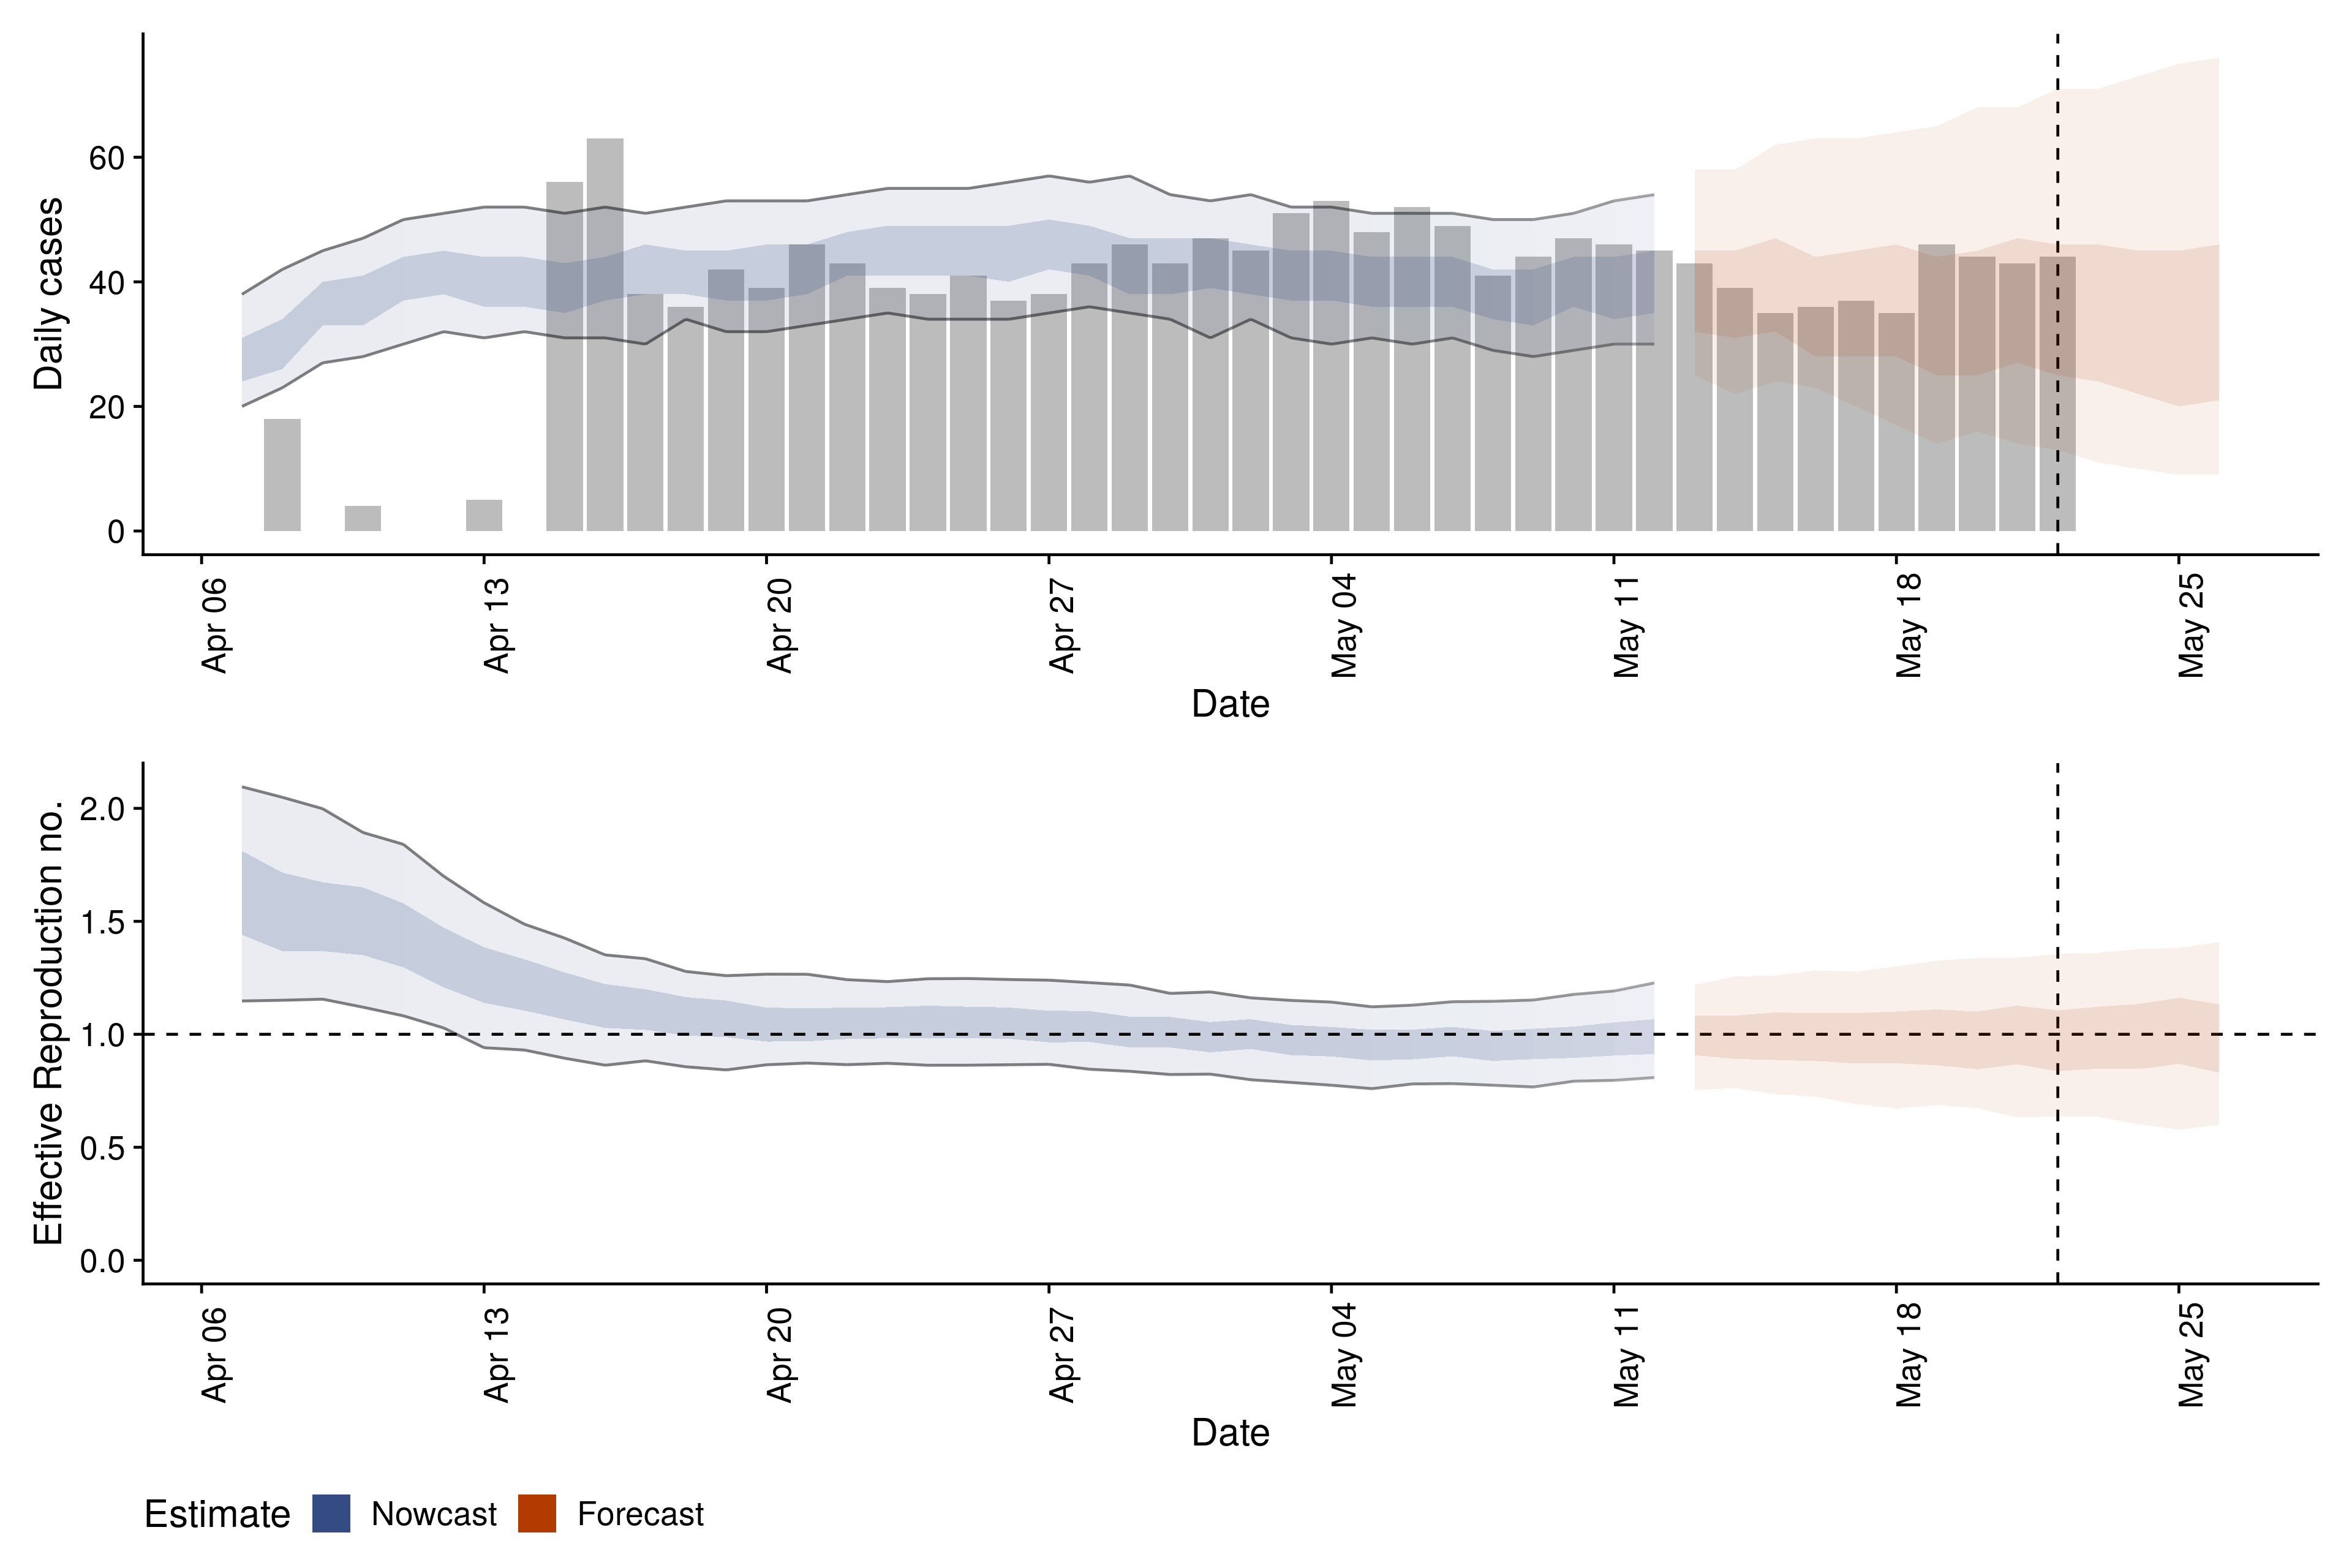 Daily cases
60
40
20
0
Apr 06
Apr 13
Apr 20
Apr 27
May 04
May 11
May 18
May 25
Date
Effective Reproduction no.
2.0
1.5
1.0
0.5
0.0
Apr 06
Apr 13
Apr 20
Apr 27
May 04
May 11
May 18
May 25
Date
Estimate Nowcast Forecast